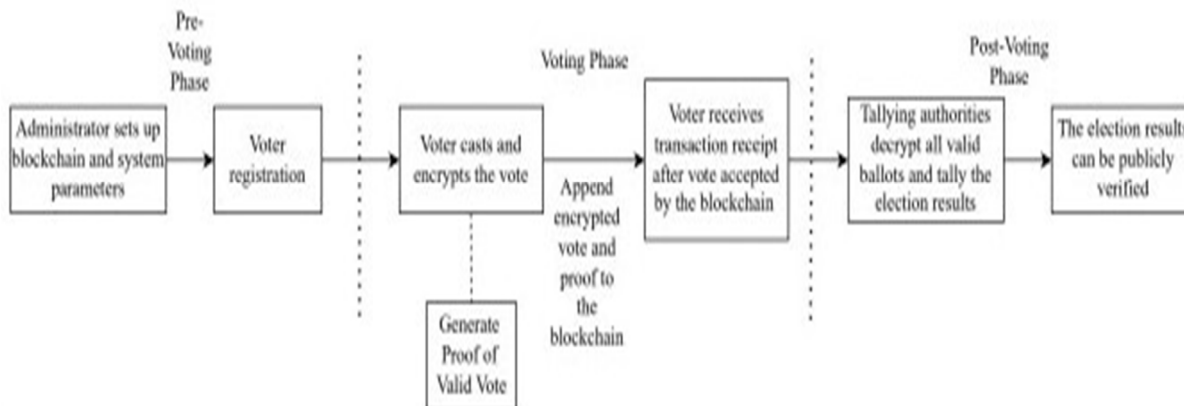 Pre-
Voting
Phase
Administrator sets up
blockchain and system
parameters
Voter
registration
Voting Phase
Voter casts and
encrypts the vote
Generate
Proof of
Valid Vote
Append
encrypted
vote and
proof to
the
blockchain
Voter receives
transaction receipt
after vote accepted
by the blockchain
Post-Voting
Phase
Tallying authorities
decrypt all valid
ballots and tally the
election results
The election results
can be publicly
verified